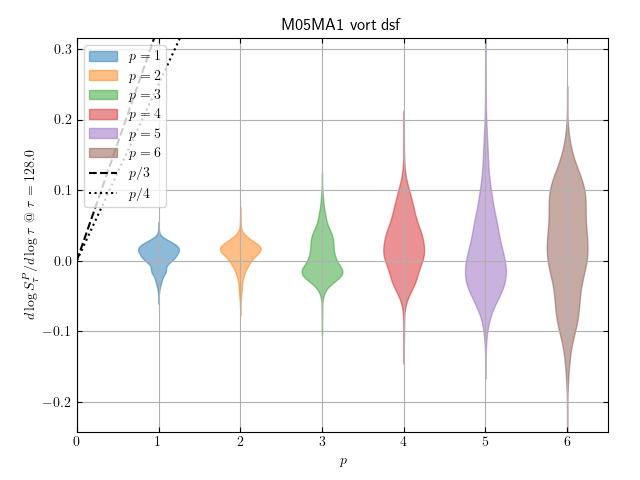 M05MA1 vort dsf
d log S_τ^P / d log τ @ τ = 128.0
0.3
0.2
0.1
0.0
−0.1
−0.2
p = 1
p = 2
p = 3
p = 4
p = 5
p = 6
p/3
p/4
0 1 2 3 4 5 6
p